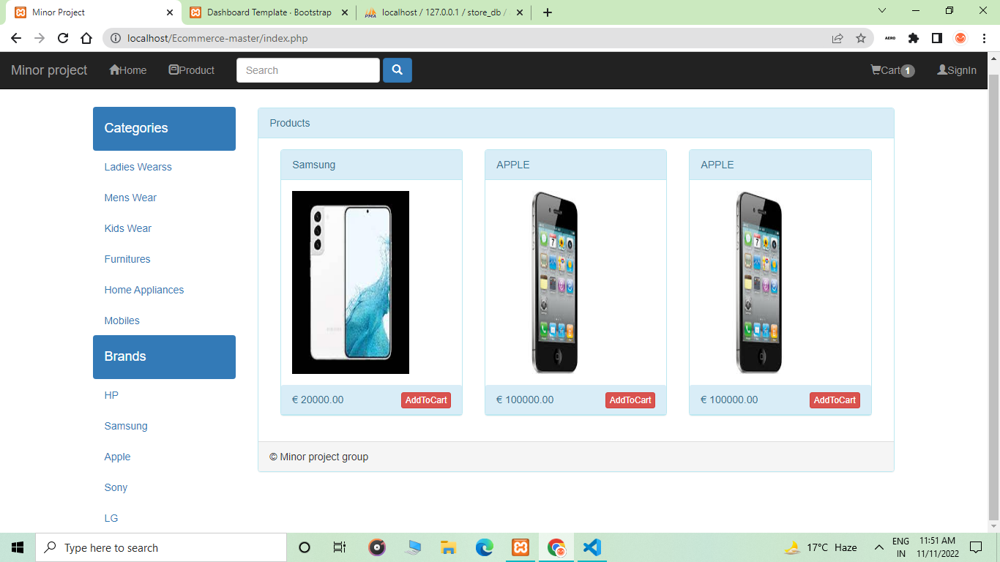 Minor Project
Dashboard Template · Bootstrap
PMA localhost / 127.0.0.1 / store_db /
localhost/Ecommerce-master/index.php
AERO
Minor project Home Product Search Cart 1 SignIn
Categories
Ladies Wearss
Mens Wear
Kids Wear
Furnitures
Home Appliances
Mobiles
Brands
HP
Samsung
Apple
Sony
LG
Products
Samsung
€ 20000.00 AddToCart
APPLE
€ 100000.00 AddToCart
APPLE
€ 100000.00 AddToCart
© Minor project group
Type here to search
17°C Haze
ENG
IN
11:51 AM
11/11/2022